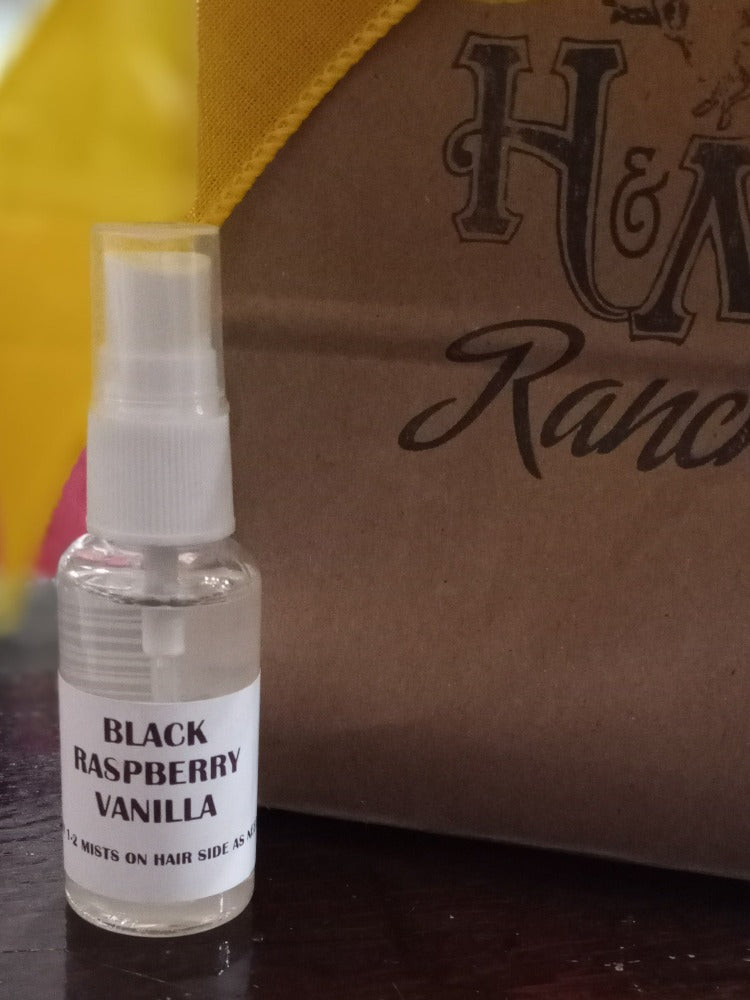 H&
Ranc
BLACK
RASPBERRY
VANILLA
1-2 MISTS ON HAIR SIDE AS